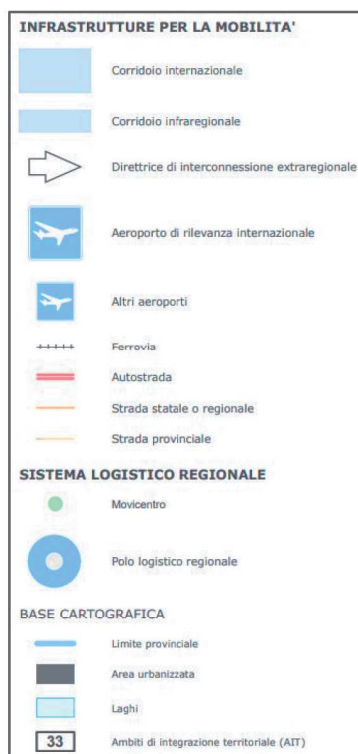 INFRASTRUTTURE PER LA MOBILITA'
Corridoio internazionale
Corridoio infraregionale
Direttrice di interconnessione extraregionale
Aeroporto di rilevanza internazionale
Altri aeroporti
Ferrovia
Autostrada
Strada statale o regionale
Strada provinciale
SISTEMA LOGISTICO REGIONALE
Movicentro
Polo logistico regionale
BASE CARTOGRAFICA
Limite provinciale
Area urbanizzata
Laghi
33 Ambiti di integrazione territoriale (AIT)